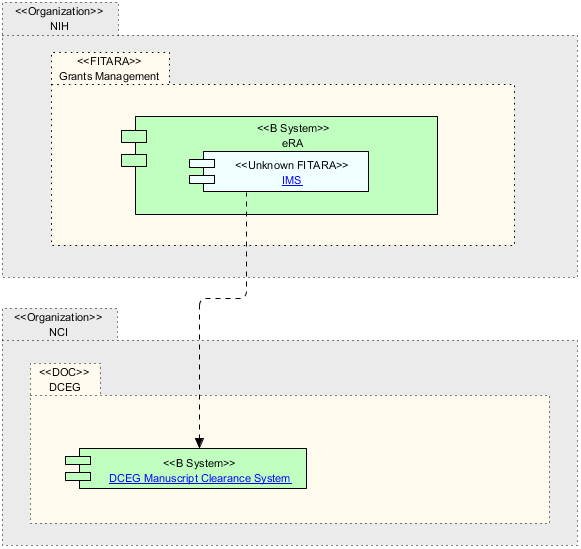 <<Organization>>
NIH
<<FITARA>>
Grants Management
<<B System>>
eRA
<<Unknown FITARA>>
IMS
<<Organization>>
NCI
<<DOC>>
DCEG
<<B System>>
DCEG Manuscript Clearance System